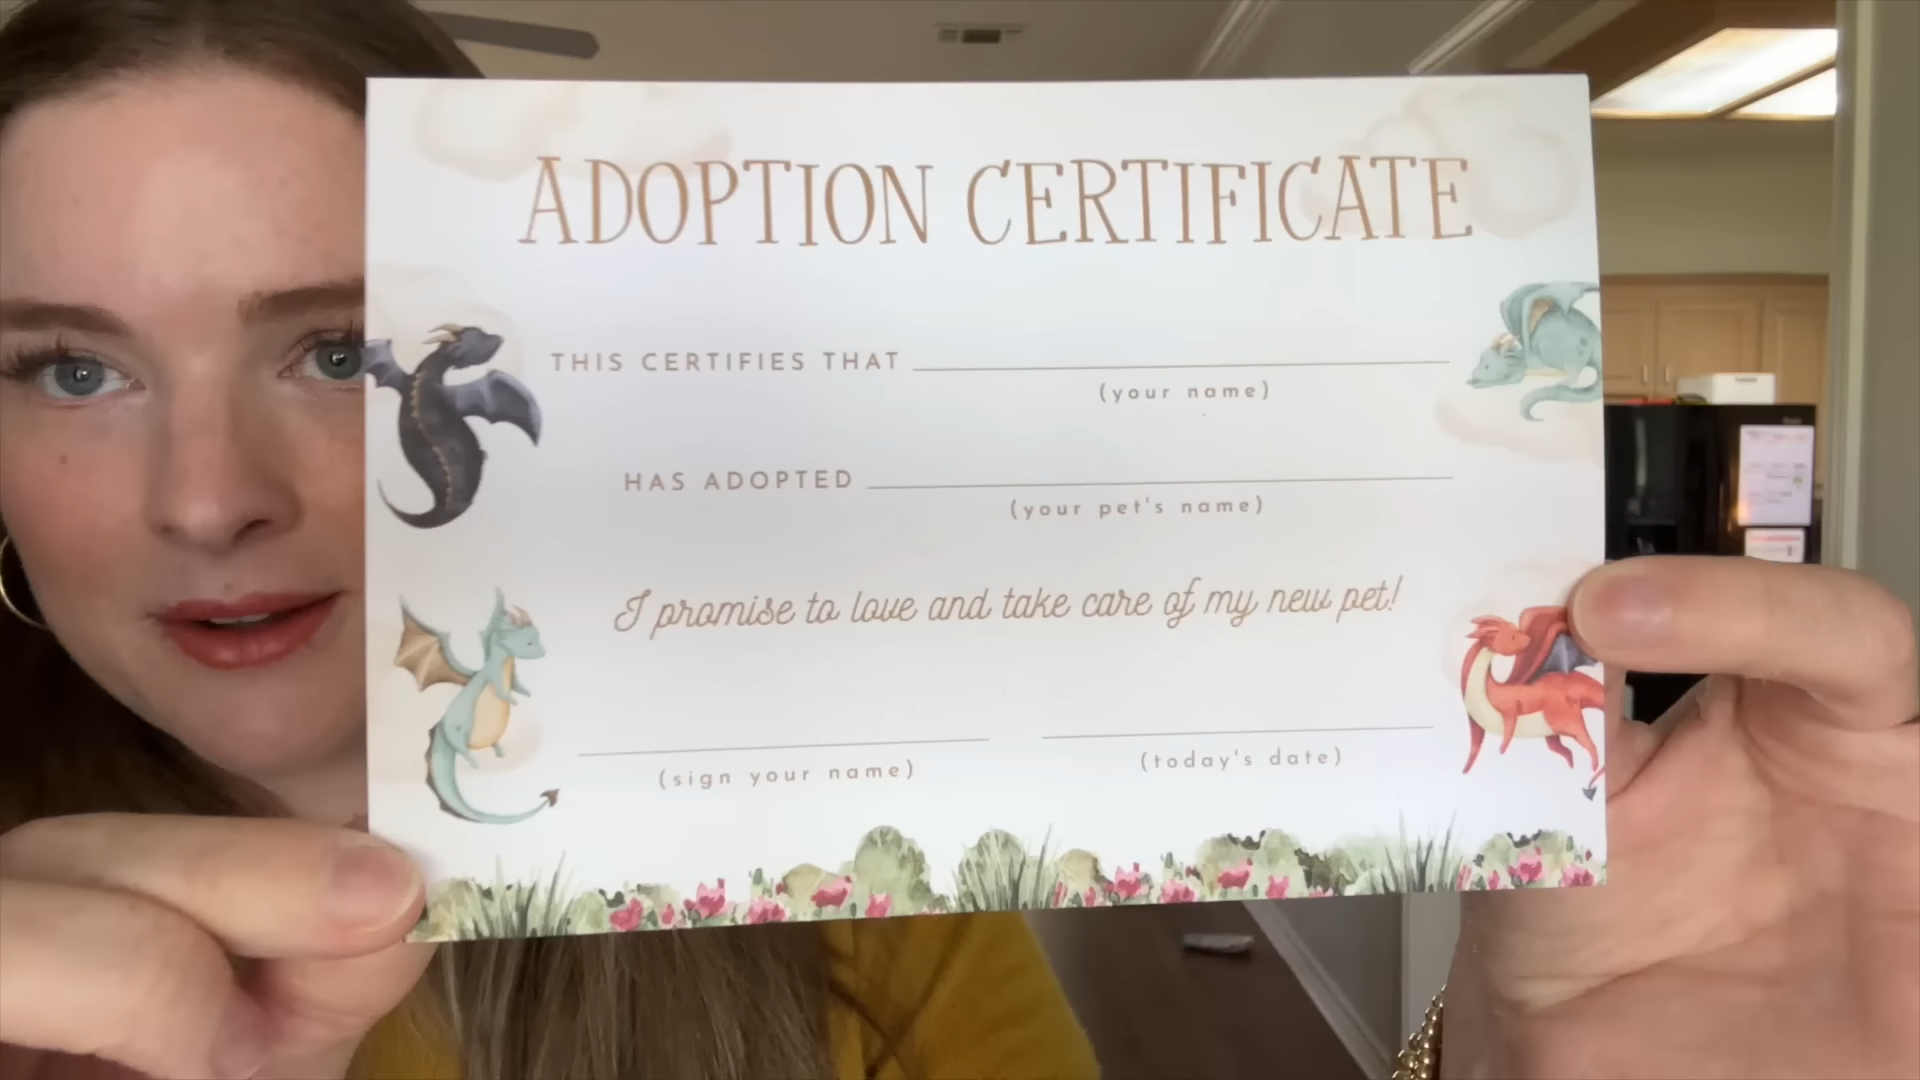 ADOPTION CERTIFICATE
THIS CERTIFIES THAT
(your name)
HAS ADOPTED
(your pet's name)
I promise to love and take care of my new pet!
(sign your name) (today's date)